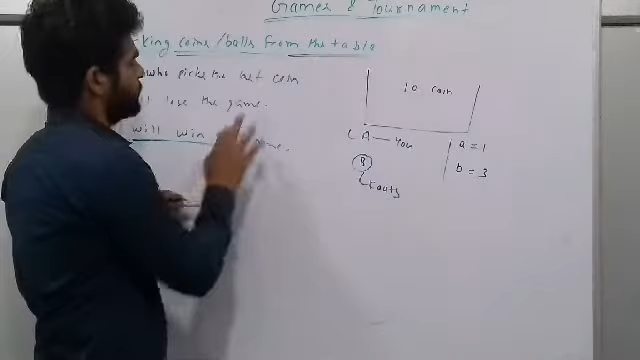 Games & Tournament
king coins/balls from the table
who picks the last coin
lose the game.
will win
10 coin
A — You
B
a = 1
b = 3